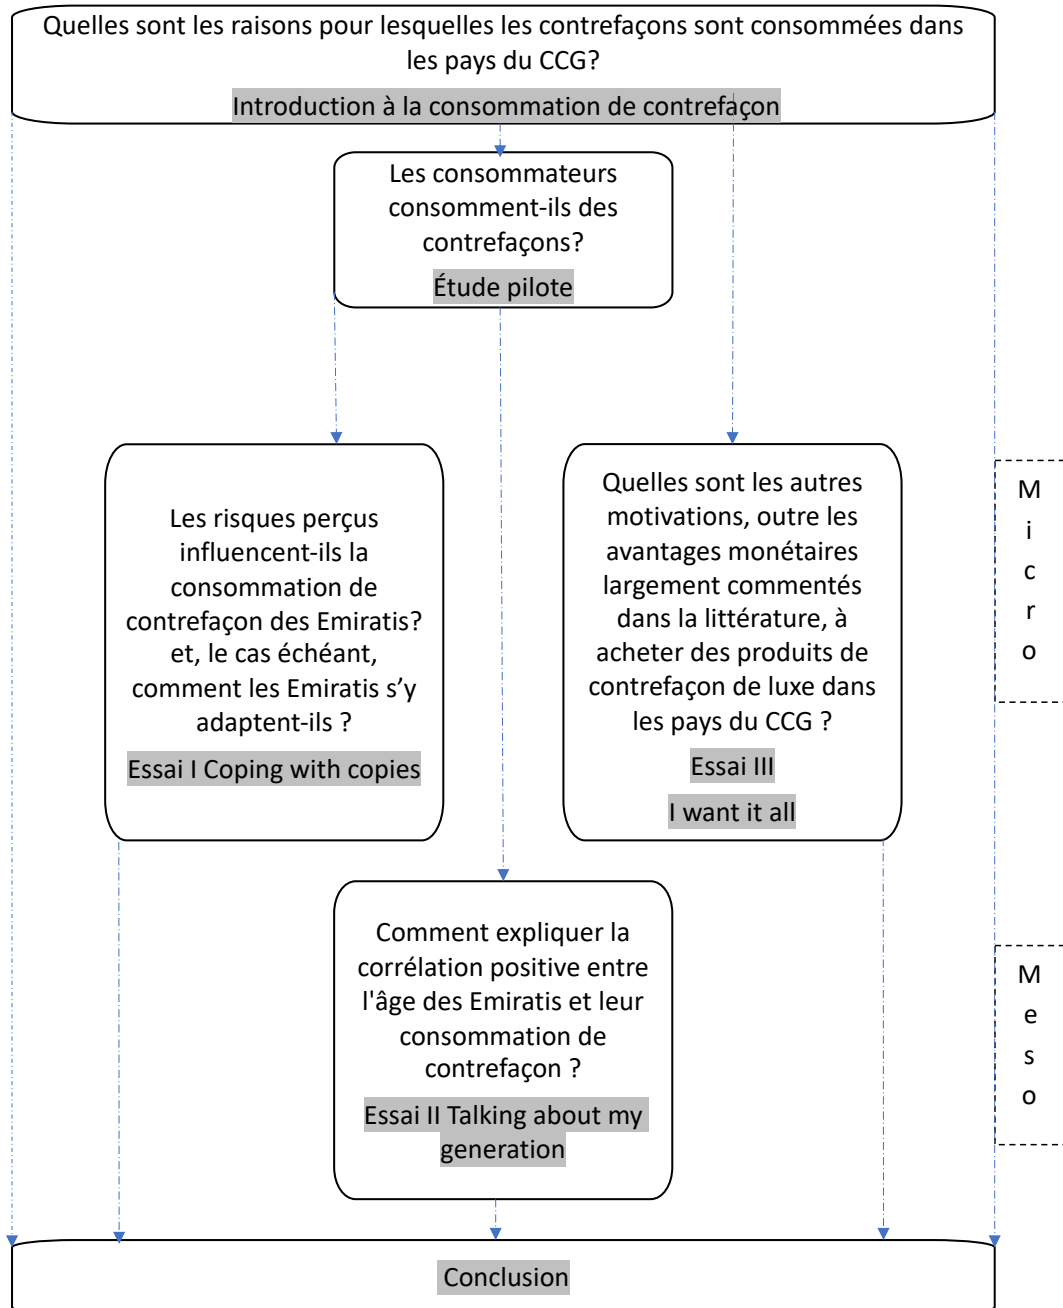 Quelles sont les raisons pour lesquelles les contrefaçons sont consommées dans
les pays du CCG?
Introduction à la consommation de contrefaçon
Les consommateurs
consomment-ils des
contrefaçons?
Étude pilote
Les risques perçus
influencent-ils la
consommation de
contrefaçon des Emiratis?
et, le cas échéant,
comment les Emiratis s’y
adaptent-ils ?
Essai I Coping with copies
Quelles sont les autres
motivations, outre les
avantages monétaires
largement commentés
dans la littérature, à
acheter des produits de
contrefaçon de luxe dans
les pays du CCG ?
Essai III
I want it all
M
i
c
r
o
Comment expliquer la
corrélation positive entre
l'âge des Emiratis et leur
consommation de
contrefaçon ?
Essai II Talking about my
generation
M
e
s
o
Conclusion